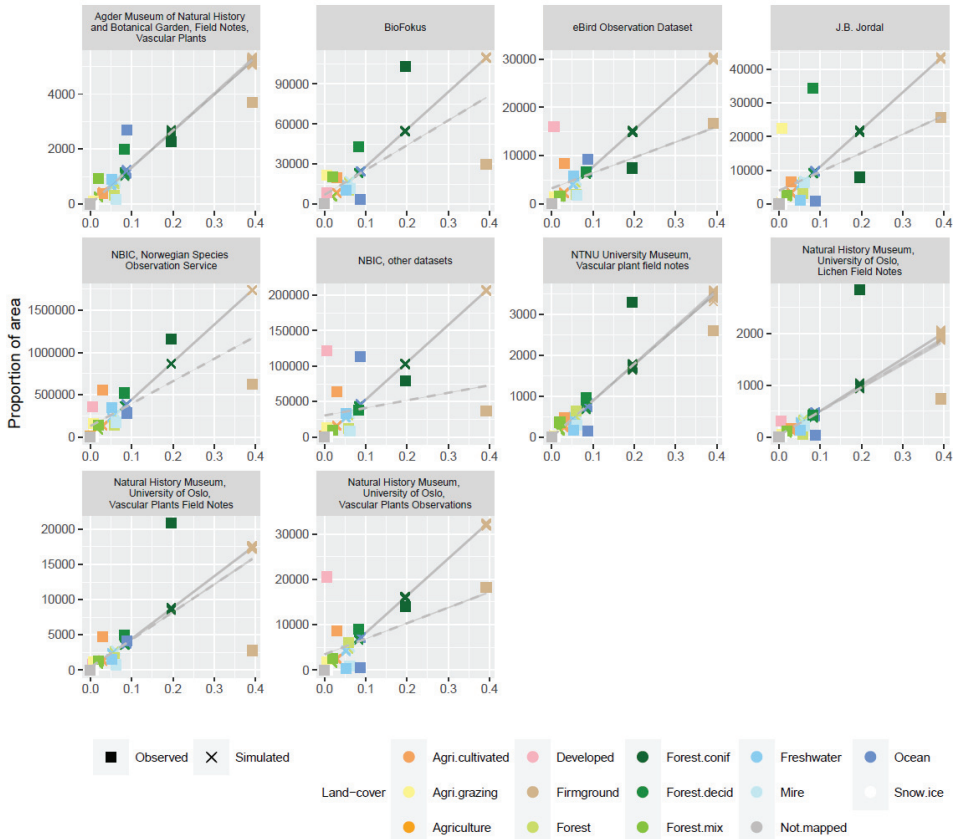 Agder Museum of Natural History
and Botanical Garden, Field Notes,
Vascular Plants
BioFokus
eBird Observation Dataset
J.B. Jordal
4000
2000
0
0.0 0.1 0.2 0.3 0.4
90000
60000
30000
0
0.0 0.1 0.2 0.3 0.4
30000
20000
10000
0
0.0 0.1 0.2 0.3 0.4
40000
30000
20000
10000
0
0.0 0.1 0.2 0.3 0.4
Proportion of area
NBIC, Norwegian Species
Observation Service
NBIC, other datasets
NTNU University Museum,
Vascular plant field notes
Natural History Museum,
University of Oslo,
Lichen Field Notes
1500000
1000000
500000
0
0.0 0.1 0.2 0.3 0.4
200000
150000
100000
50000
0
0.0 0.1 0.2 0.3 0.4
3000
2000
1000
0
0.0 0.1 0.2 0.3 0.4
2000
1000
0
0.0 0.1 0.2 0.3 0.4
Natural History Museum,
University of Oslo,
Vascular Plants Field Notes
Natural History Museum,
University of Oslo,
Vascular Plants Observations
20000
15000
10000
5000
0
0.0 0.1 0.2 0.3 0.4
30000
20000
10000
0
0.0 0.1 0.2 0.3 0.4
Observed Simulated
Land-cover
Agri.cultivated Developed Forest.conif Freshwater Ocean
Agri.grazing Firmground Forest.decid Mire Snow.ice
Agriculture Forest Forest.mix Not.mapped